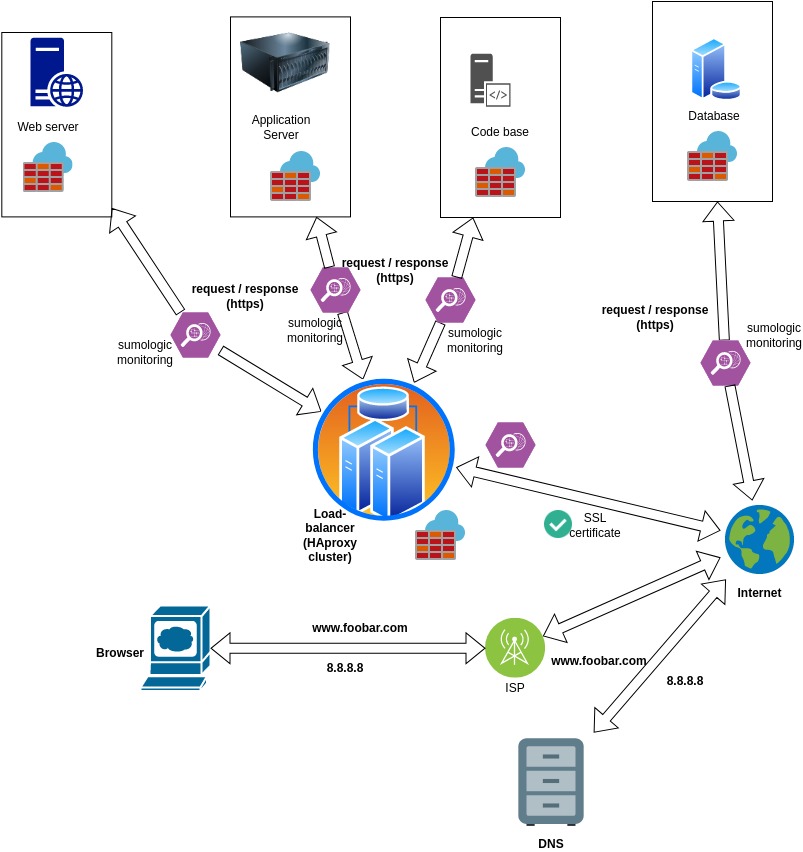 Web server
Application
Server
Code base
Database
request / response
(https)
request / response
(https)
request / response
(https)
sumologic
monitoring
sumologic
monitoring
sumologic
monitoring
sumologic
monitoring
Load-
balancer
(HAproxy
cluster)
SSL
certificate
Internet
Browser
www.foobar.com
8.8.8.8
ISP
www.foobar.com
8.8.8.8
DNS